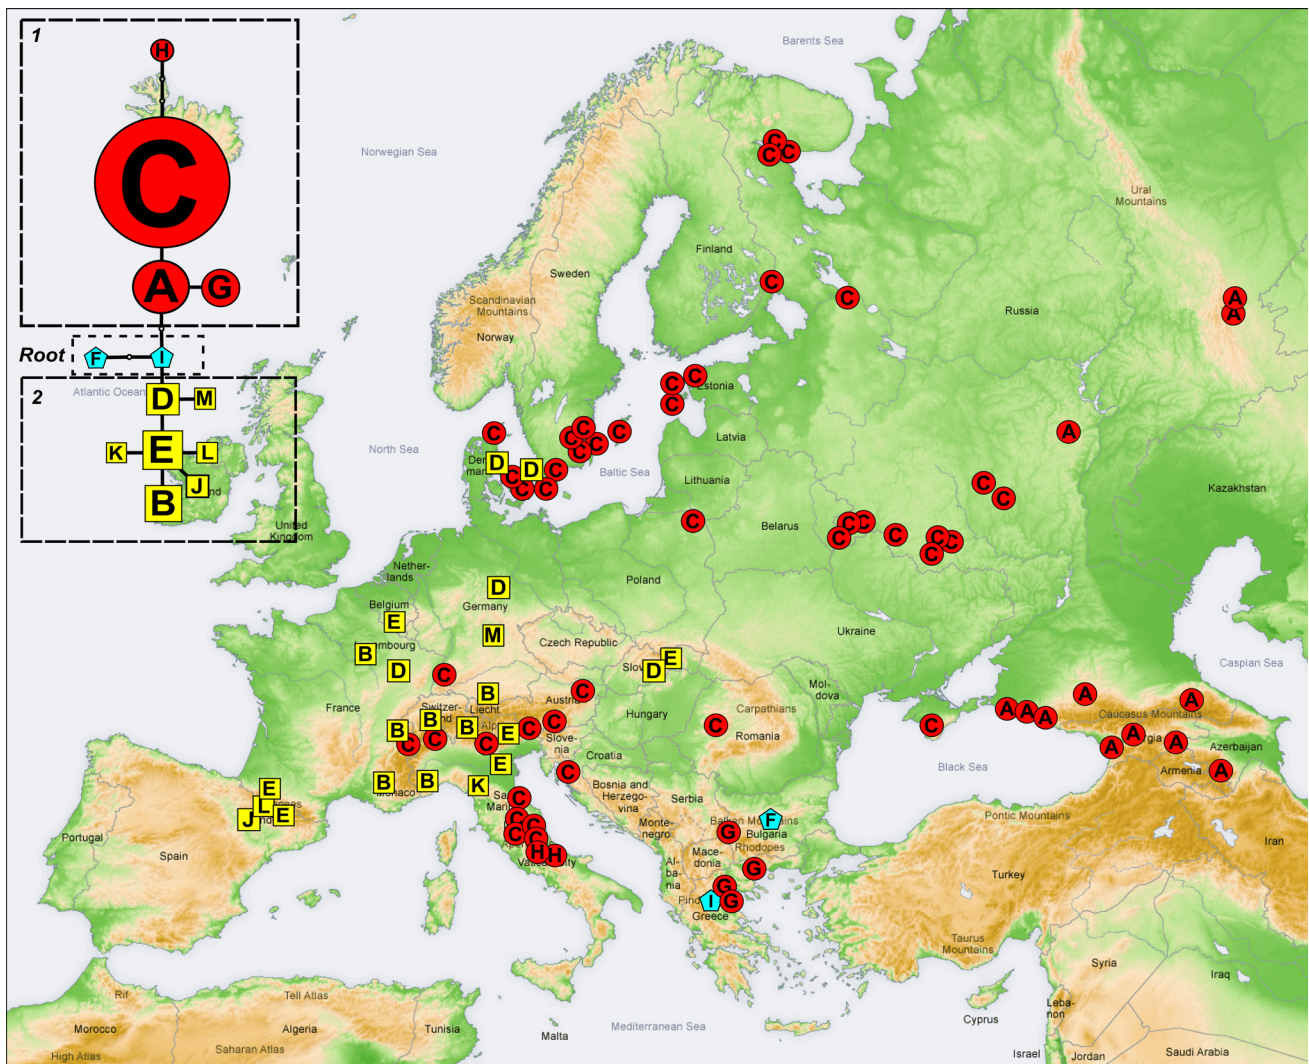 1
H
C
A
G
Root
F
I
2
D
M
K
E
L
J
B
Barents Sea
Norwegian Sea
Ural
Mountains
Finland
Sweden
Scandinavian
Mountains
Norway
Russia
Atlantic Ocean
Estonia
North Sea
Latvia
Baltic Sea
Lithuania
Kazakhstan
United
Kingdom
Belarus
Nether-
lands
Poland
Belgium
Germany
Ukraine
Czech Republic
Caspian Sea
Mol-
dova
France
Switzer-
Liecht.
Austria
Hungary
Carpathians
Romania
Caucasus Mountains
Slove-
nia
Croatia
Azerbaijan
Black Sea
Armenia
Bosnia and
Herzego-
vina
Serbia
Monaco
Portugal
Spain
Monte-
negro
Balkan Mountains
Bulgaria
Rhodopes
Pontic Mountains
Mace-
donia
Al-
ba-
nia
Vatican City
Iran
Turkey
Greece
Taurus
Mountains
Syria
Iraq
Rif
Tell Atlas
Leba-
non
Morocco
Algeria
Tunisia
Malta
Mediterranean Sea
Cyprus
High Atlas
Saharan Atlas
Israel
Jordan
Saudi Arabia